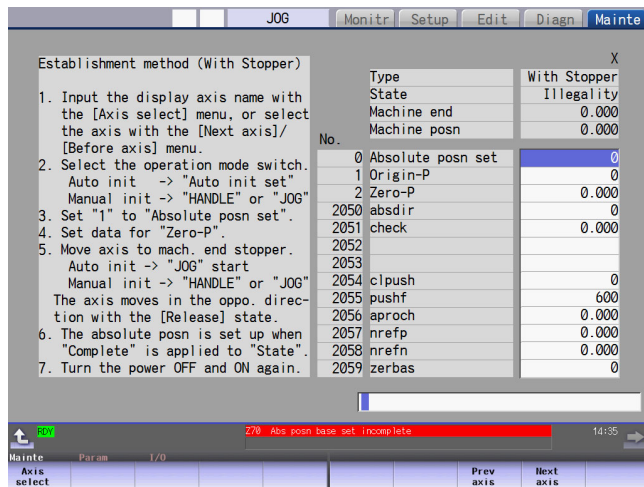 JOG Monitr Setup Edit Diagn Mainte
Establishment method (With Stopper)
1. Input the display axis name with
the [Axis select] menu, or select
the axis with the [Next axis]/
[Before axis] menu.
2. Select the operation mode switch.
Auto init -> "Auto init set"
Manual init -> "HANDLE" or "JOG"
3. Set "1" to "Absolute posn set".
4. Set data for "Zero-P".
5. Move axis to mach. end stopper.
Auto init -> "JOG" start
Manual init -> "HANDLE" or "JOG"
The axis moves in the oppo. direc-
tion with the [Release] state.
6. The absolute posn is set up when
"Complete" is applied to "State".
7. Turn the power OFF and ON again.
X
Type With Stopper
State Illegality
Machine end 0.000
Machine posn 0.000
No.
0 Absolute posn set 0
1 Origin-P 0
2 Zero-P 0.000
2050 absdir 0
2051 check 0.000
2052
2053
2054 clpush 0
2055 pushf 600
2056 aproch 0.000
2057 nrefp 0.000
2058 nrefn 0.000
2059 zerbas 0
RDY Z70 Abs posn base set incomplete 14:35
Mainte Param I/O
Axis select Prev axis Next axis